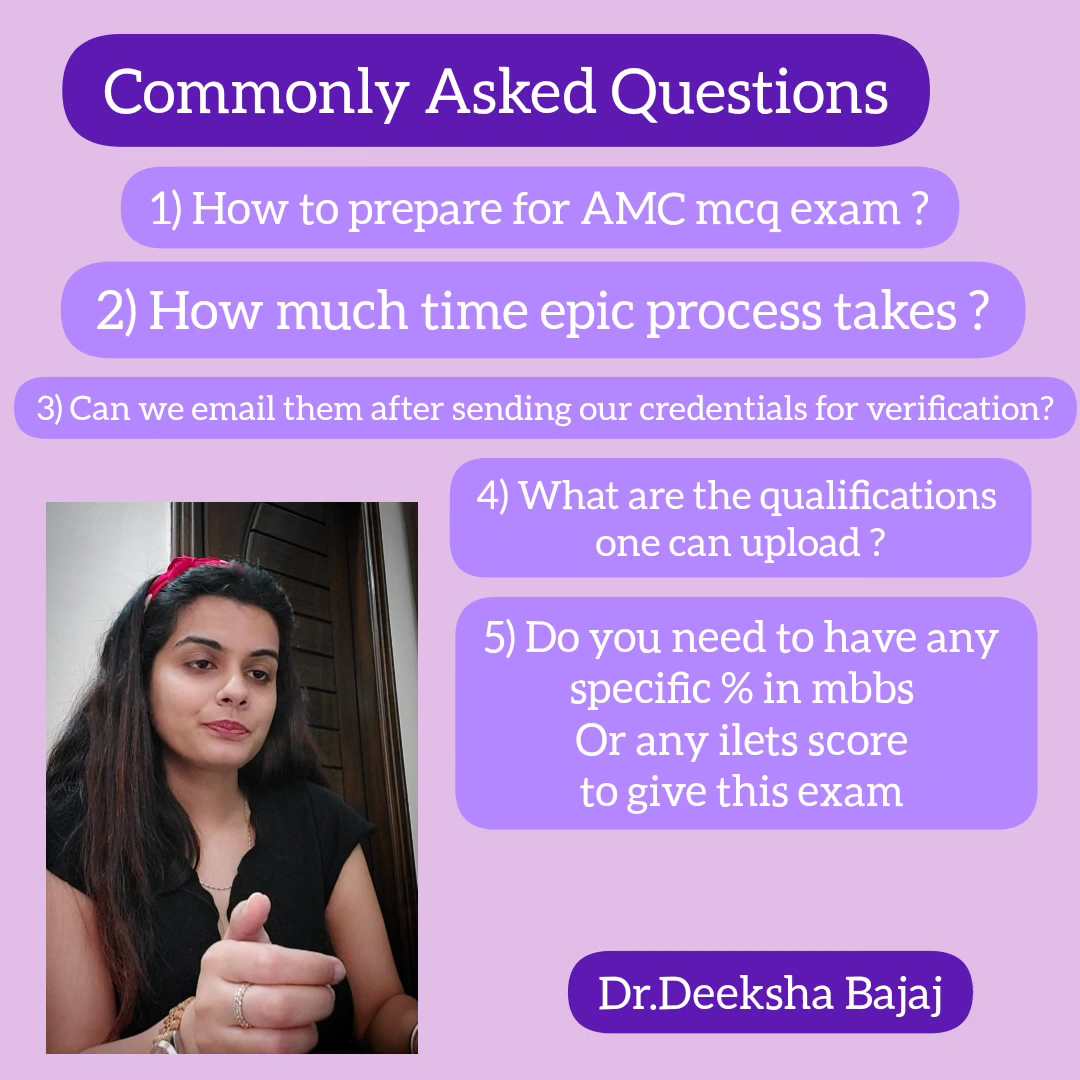 Commonly Asked Questions
1) How to prepare for AMC mcq exam ?
2) How much time epic process takes ?
3) Can we email them after sending our credentials for verification?
4) What are the qualifications
one can upload ?
5) Do you need to have any
specific % in mbbs
Or any ilets score
to give this exam
Dr.Deeksha Bajaj